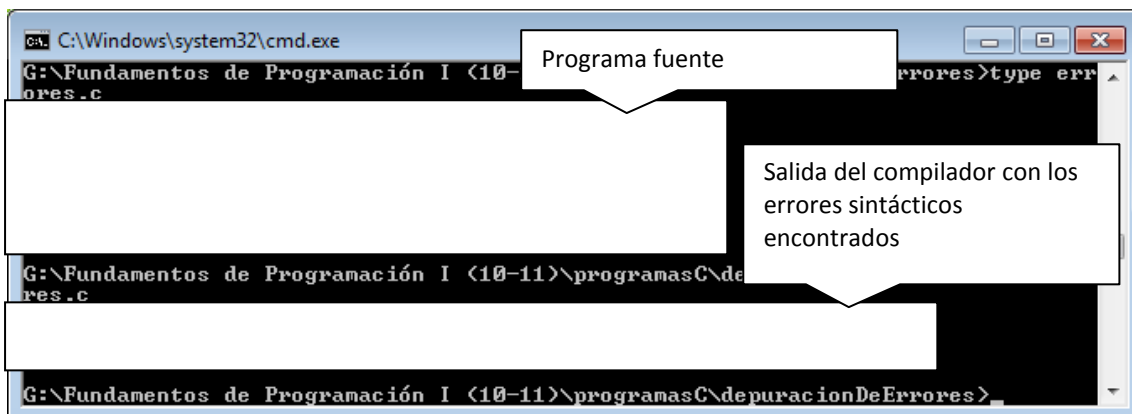 C:\Windows\system32\cmd.exe
Programa fuente
G:\Fundamentos de Programación I (10- rrores>type err
ores.c
Salida del compilador con los
errores sintácticos
encontrados
G:\Fundamentos de Programación I (10-11)\programasC\de
res.c
G:\Fundamentos de Programación I (10-11)\programasC\depuracionDeErrores>_